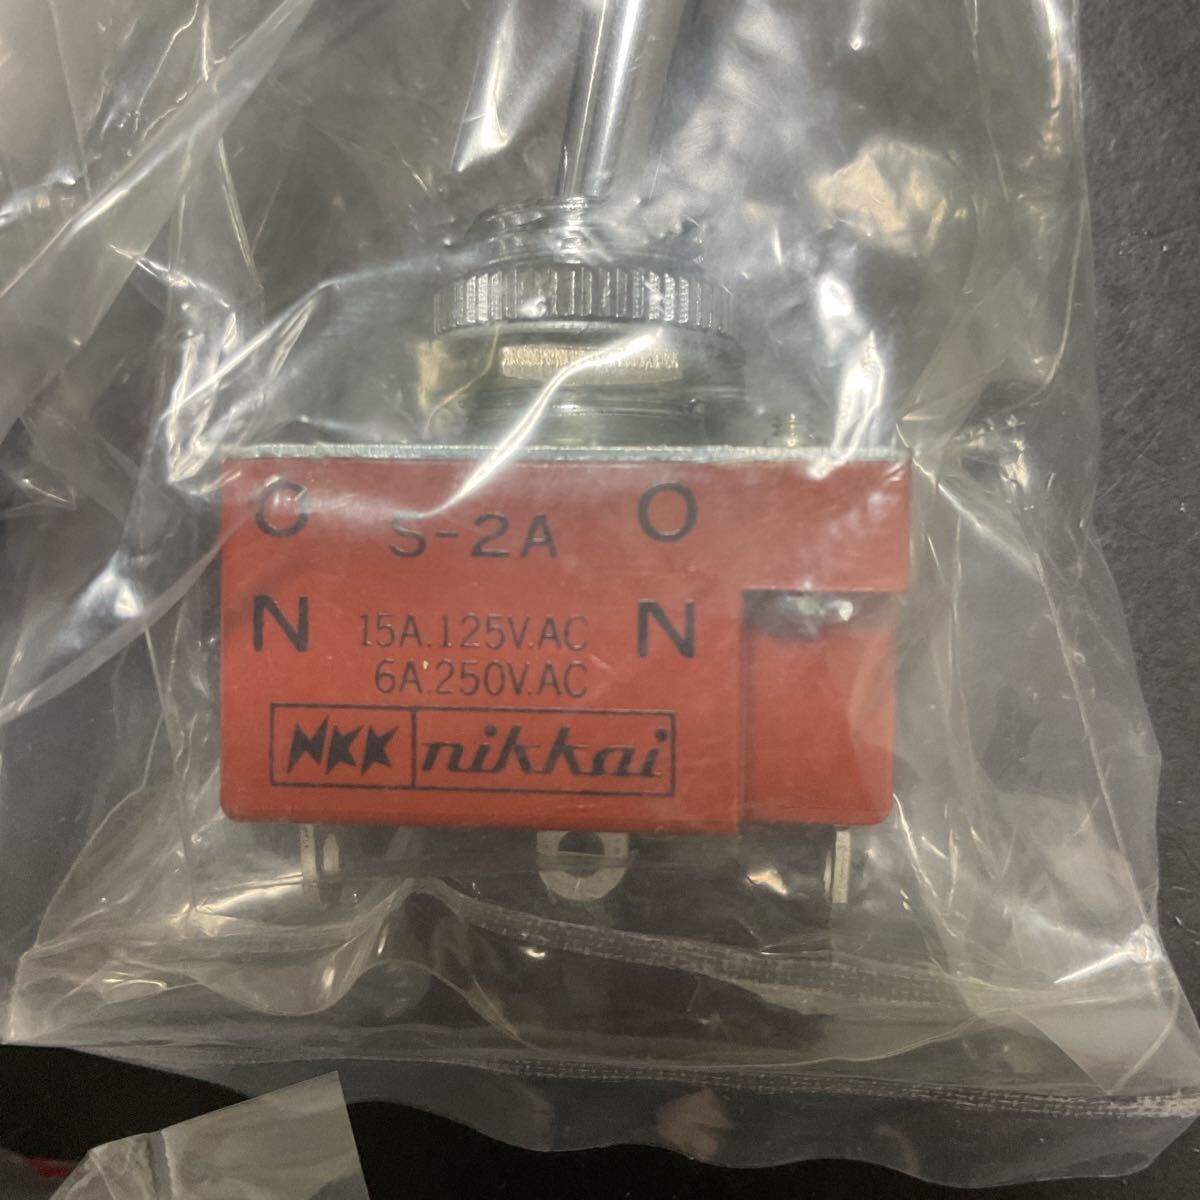 O S-2A O
N 15A.125V.AC N
6A.250V.AC
NKK nikkai